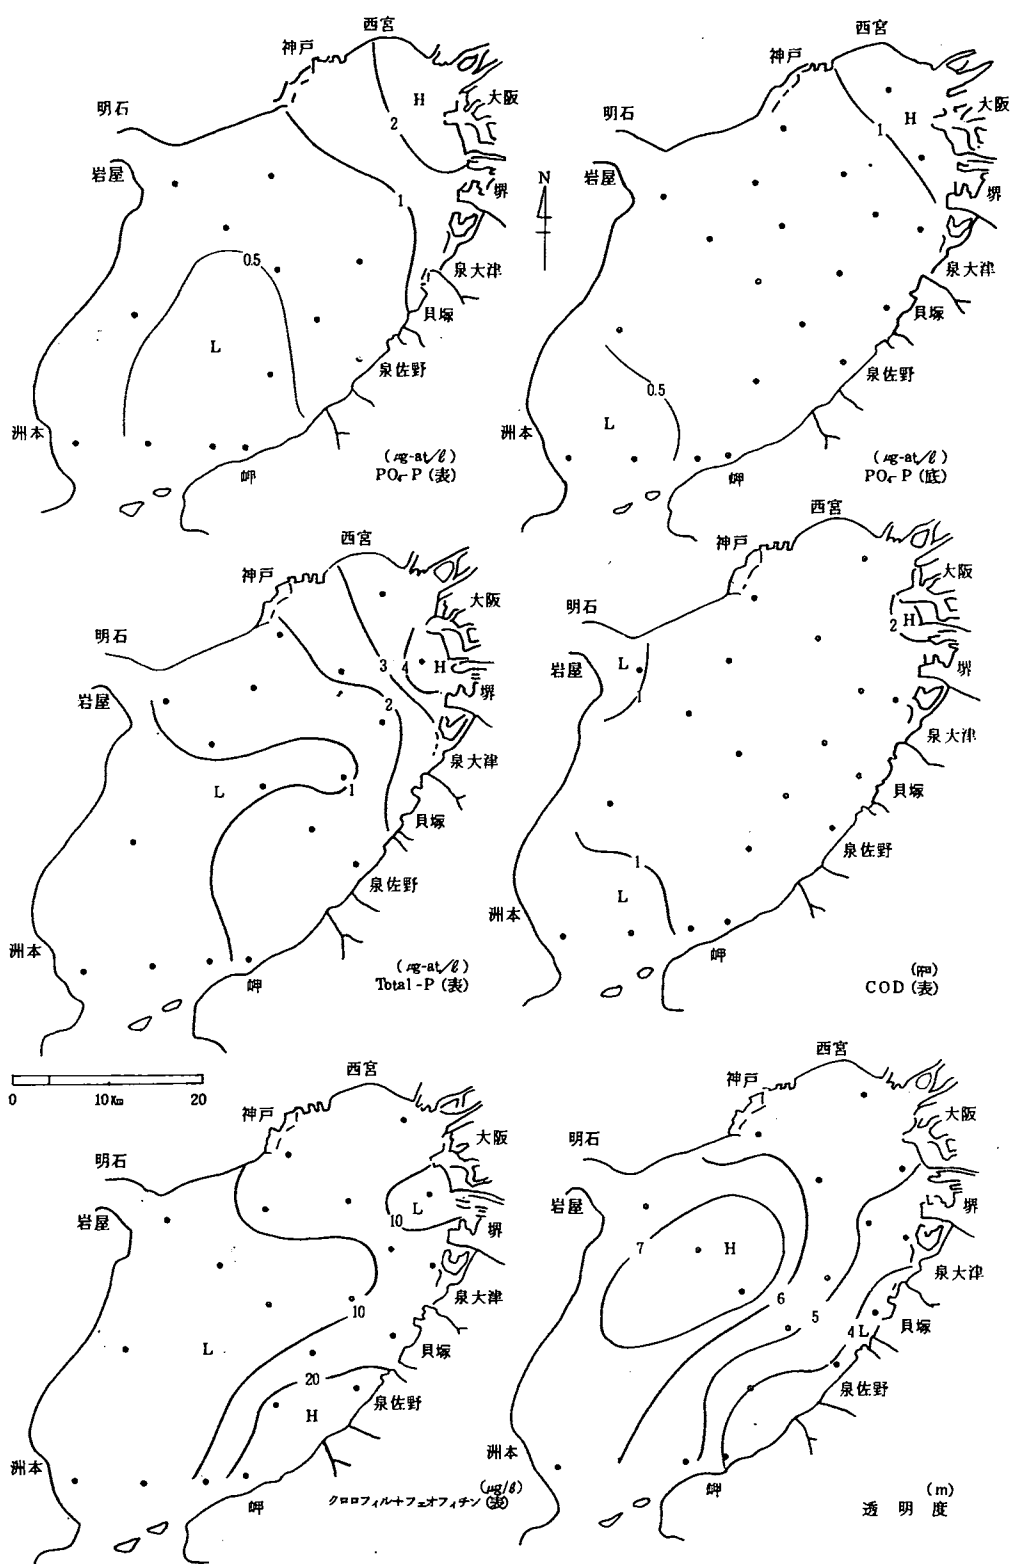 西宮
神戸
H
大阪
明石
2
岩屋
堺
1
泉大津
0.5
貝塚
L
泉佐野
洲本
岬
(μg-at/ℓ)
PO₄-P (表)
N
西宮
神戸
H
大阪
明石
1
岩屋
堺
泉大津
貝塚
泉佐野
0.5
L
洲本
岬
(μg-at/ℓ)
PO₄-P (底)
西宮
神戸
大阪
明石
3
4
H
岩屋
2
堺
泉大津
L
1
貝塚
泉佐野
洲本
岬
(μg-at/ℓ)
Total-P (表)
西宮
神戸
大阪
明石
2
H
L
岩屋
堺
1
泉大津
貝塚
泉佐野
1
L
洲本
岬
(ppm)
COD (表)
0
10Km
20
西宮
神戸
大阪
明石
岩屋
L
10
堺
泉大津
10
L
貝塚
20
泉佐野
H
洲本
岬
(μg/ℓ)
クロロフィル+フェオフィチン (表)
西宮
神戸
大阪
明石
岩屋
堺
7
H
泉大津
6
5
4
L
貝塚
泉佐野
洲本
岬
(m)
透明度